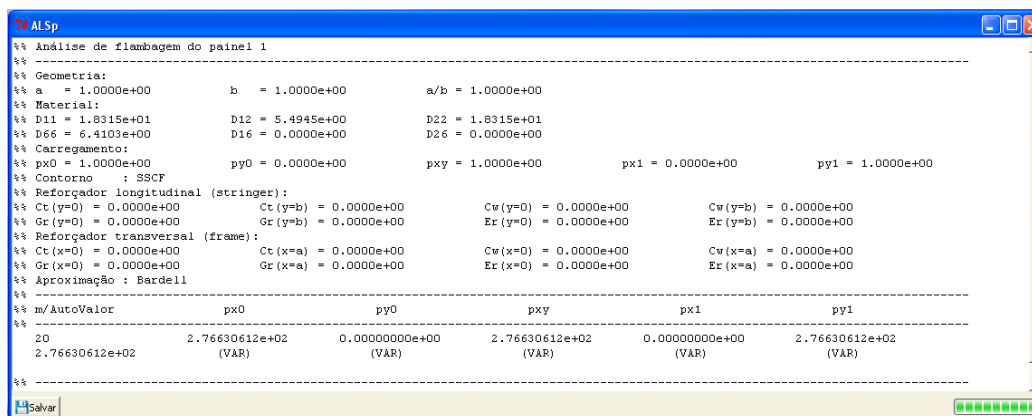 ALSp
%% Análise de flambagem do painel 1
%% ----------------------------------------------------------------------------------------------------------------------------------
%% Geometria:
%% a   = 1.0000e+00          b   = 1.0000e+00          a/b = 1.0000e+00
%% Material:
%% D11 = 1.8315e+01          D12 = 5.4945e+00          D22 = 1.8315e+01
%% D66 = 6.4103e+00          D16 = 0.0000e+00          D26 = 0.0000e+00
%% Carregamento:
%% px0 = 1.0000e+00          py0 = 0.0000e+00          pxy = 1.0000e+00          px1 = 0.0000e+00          py1 = 1.0000e+00
%% Contorno    : SSCF
%% Reforçador longitudinal (stringer):
%% Ct(y=0) = 0.0000e+00          Ct(y=b) = 0.0000e+00          Cw(y=0) = 0.0000e+00          Cw(y=b) = 0.0000e+00
%% Gr(y=0) = 0.0000e+00          Gr(y=b) = 0.0000e+00          Er(y=0) = 0.0000e+00          Er(y=b) = 0.0000e+00
%% Reforçador transversal (frame):
%% Ct(x=0) = 0.0000e+00          Ct(x=a) = 0.0000e+00          Cw(x=0) = 0.0000e+00          Cw(x=a) = 0.0000e+00
%% Gr(x=0) = 0.0000e+00          Gr(x=a) = 0.0000e+00          Er(x=0) = 0.0000e+00          Er(x=a) = 0.0000e+00
%% Aproximação : Bardell
%% ----------------------------------------------------------------------------------------------------------------------------------
%% m/AutoValor          px0          py0          pxy          px1          py1
%% ----------------------------------------------------------------------------------------------------------------------------------
20          2.76630612e+02          0.00000000e+00          2.76630612e+02          0.00000000e+00          2.76630612e+02
2.76630612e+02          (VAR)          (VAR)          (VAR)          (VAR)          (VAR)
%% ----------------------------------------------------------------------------------------------------------------------------------
Salvar